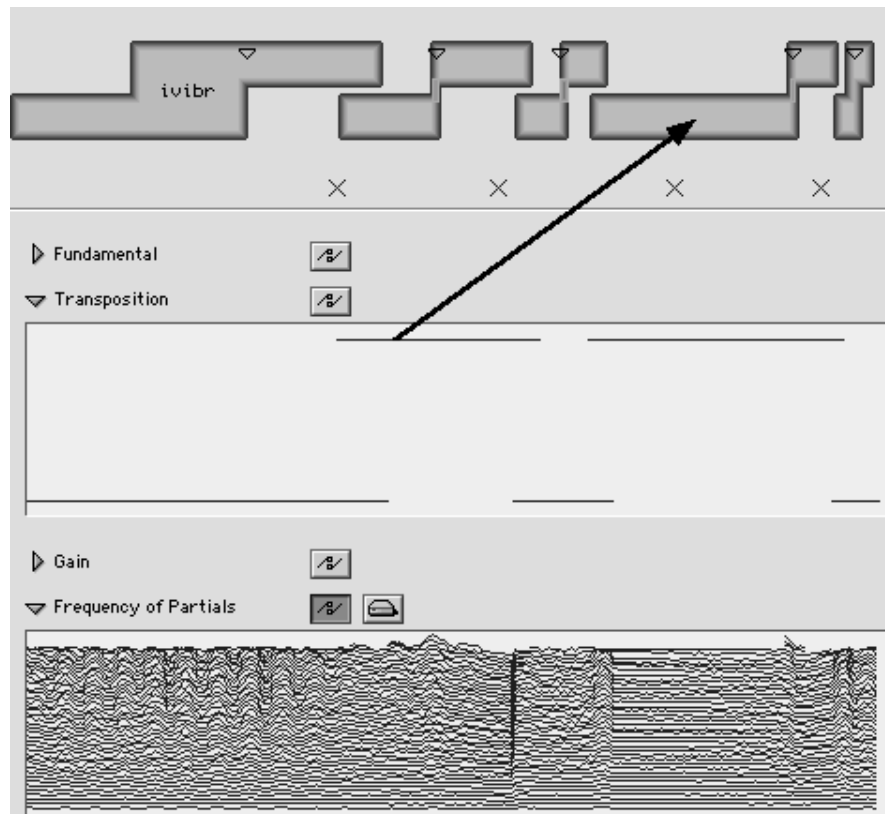 ivibr
Fundamental
Transposition
Gain
Frequency of Partials